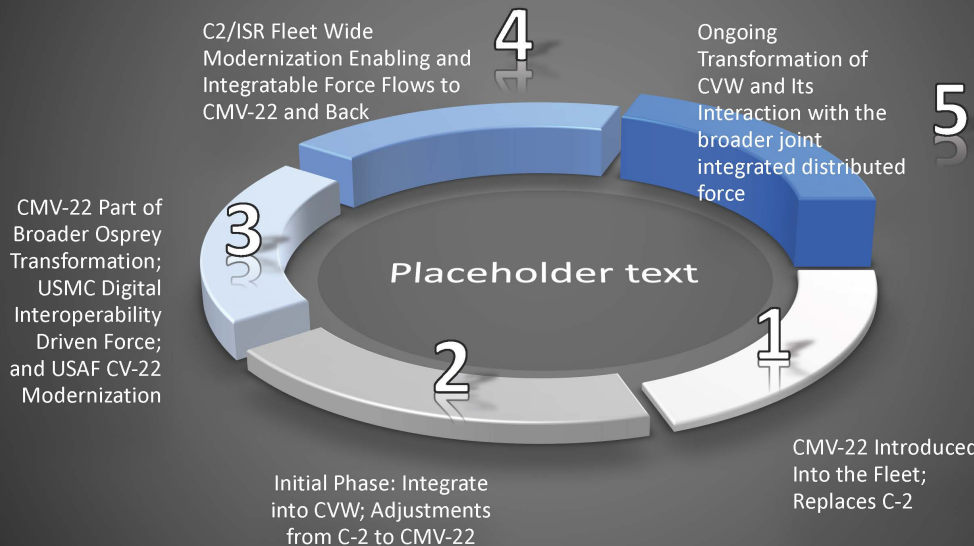 4
C2/ISR Fleet Wide
Modernization Enabling and
Integratable Force Flows to
CMV-22 and Back
Ongoing
Transformation of
CVW and Its
Interaction with the
broader joint
integrated distributed
force
5
3
CMV-22 Part of
Broader Osprey
Transformation;
USMC Digital
Interoperability
Driven Force;
and USAF CV-22
Modernization
Placeholder text
2
1
Initial Phase: Integrate
into CVW; Adjustments
from C-2 to CMV-22
CMV-22 Introduced
Into the Fleet;
Replaces C-2